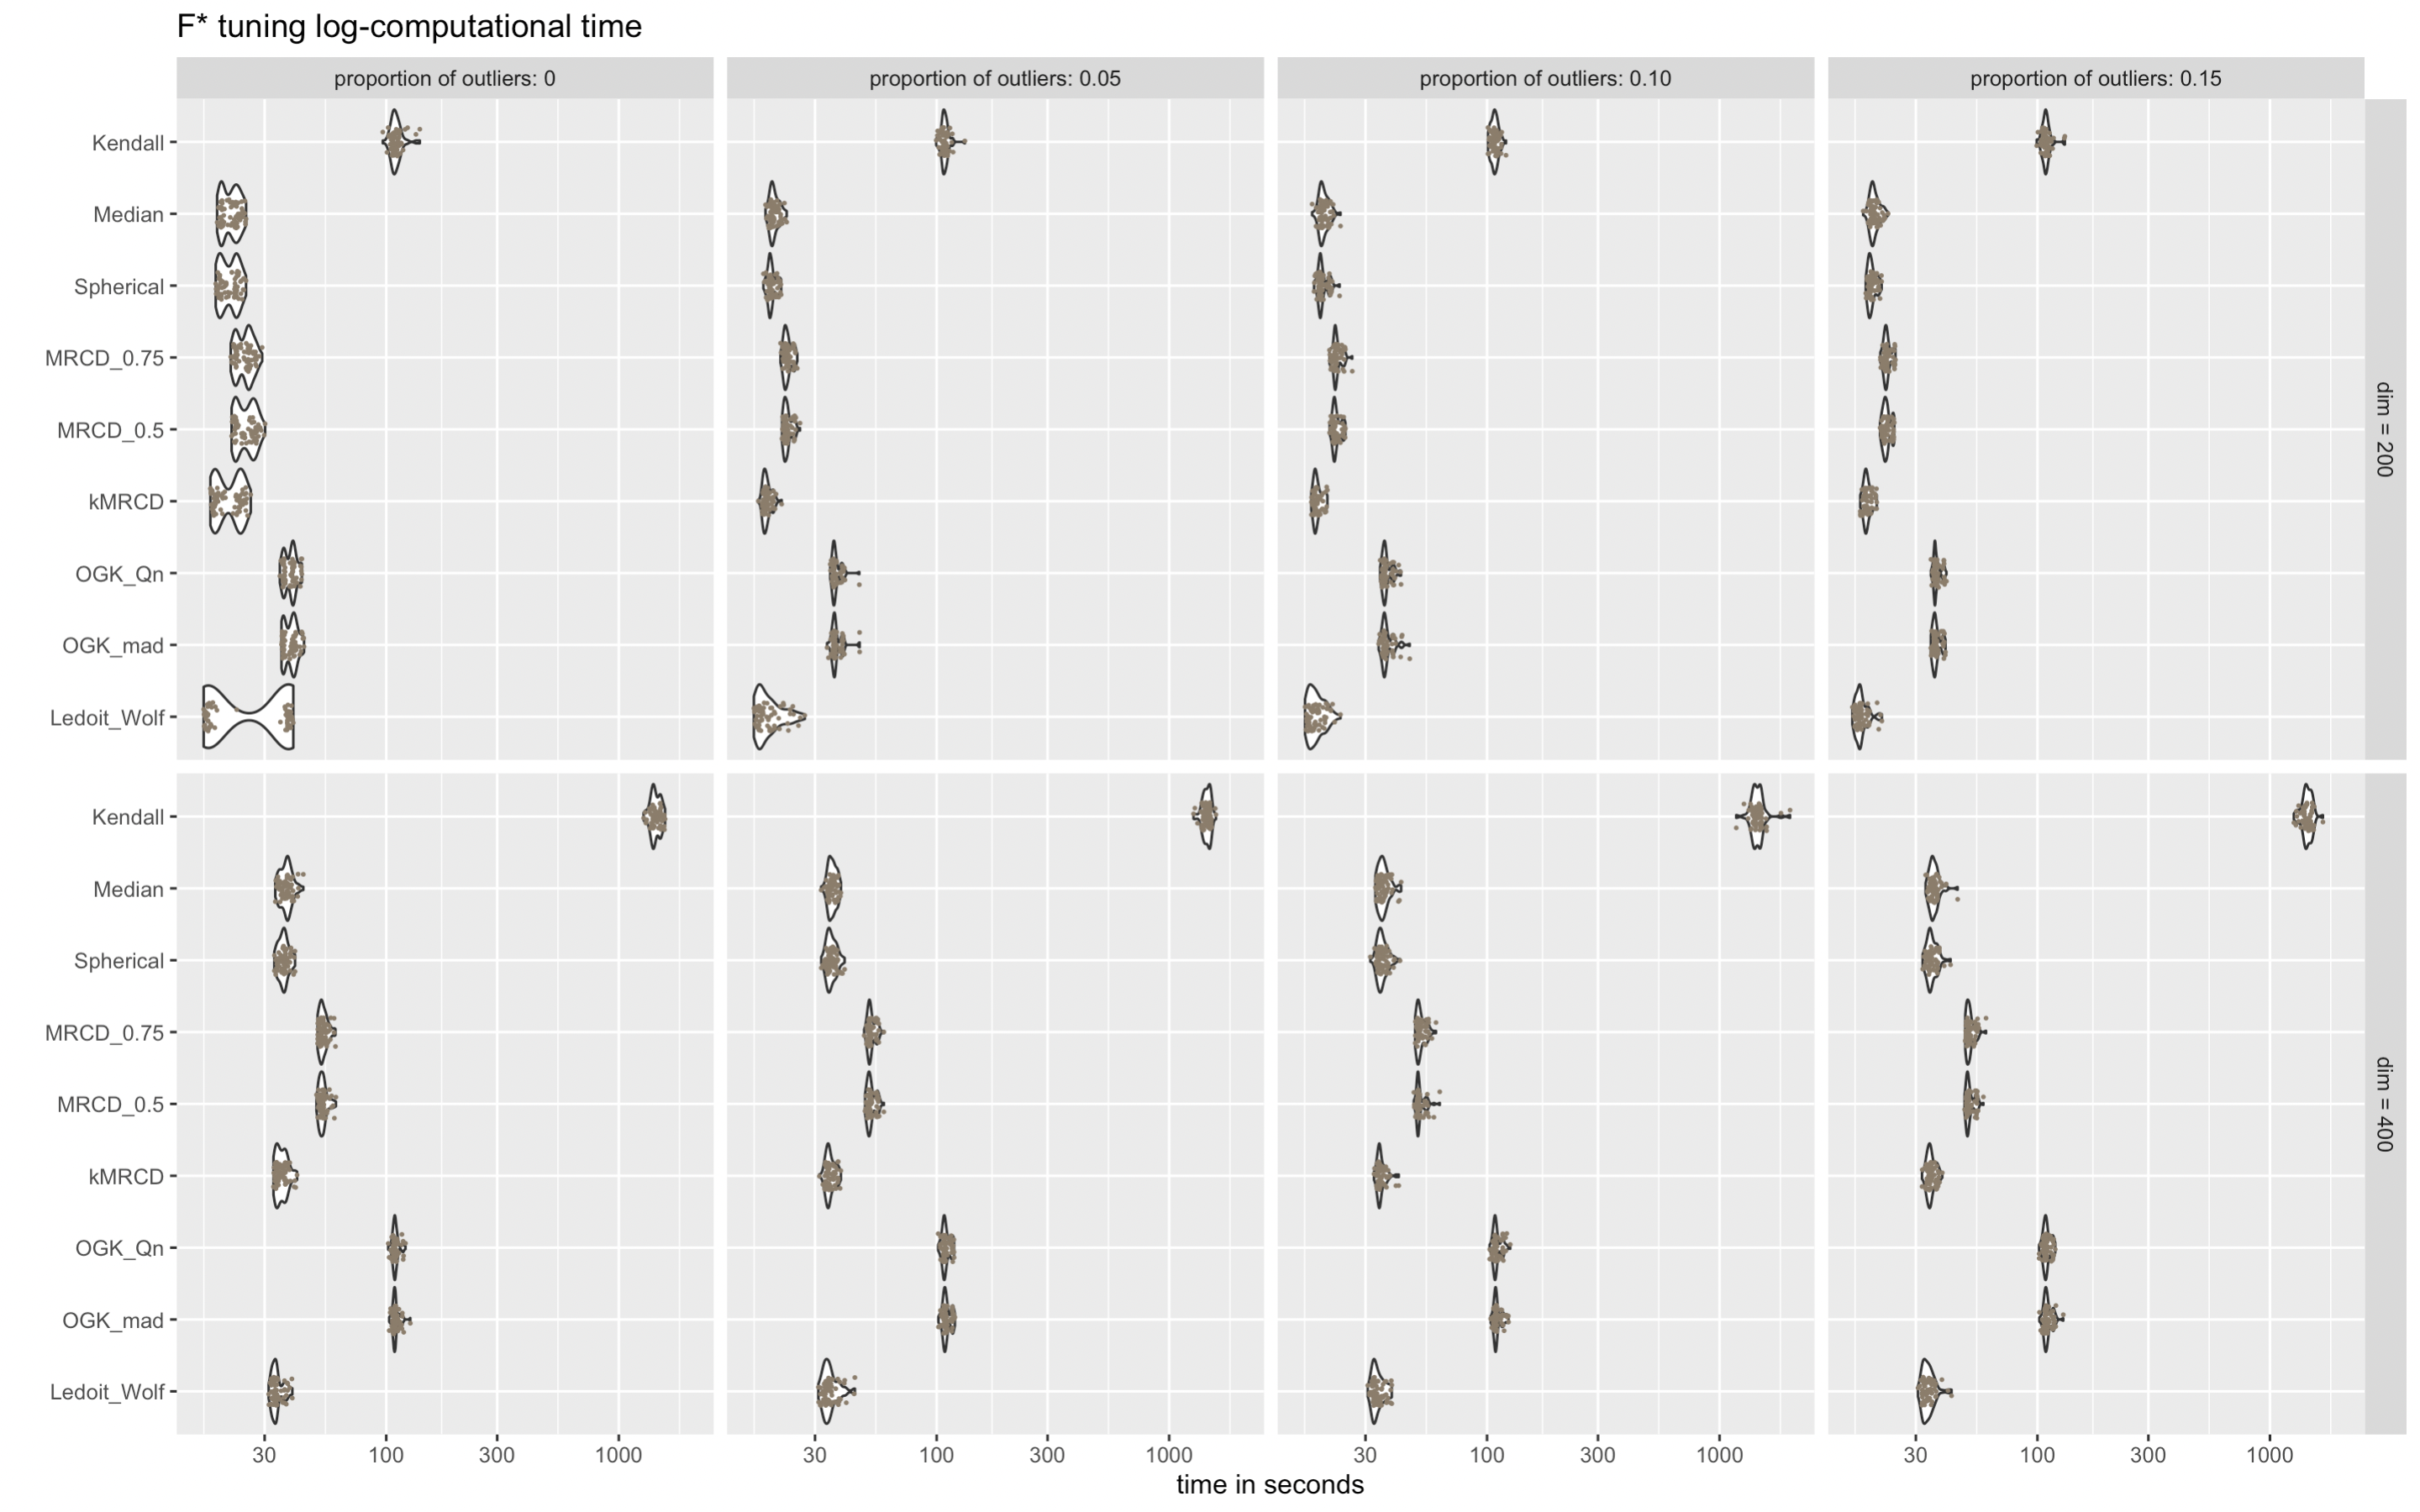 F* tuning log-computational time
proportion of outliers: 0
proportion of outliers: 0.05
proportion of outliers: 0.10
proportion of outliers: 0.15
Kendall
Median
Spherical
MRCD_0.75
MRCD_0.5
kMRCD
OGK_Qn
OGK_mad
Ledoit_Wolf
dim = 200
Kendall
Median
Spherical
MRCD_0.75
MRCD_0.5
kMRCD
OGK_Qn
OGK_mad
Ledoit_Wolf
dim = 400
30 100 300 1000
30 100 300 1000
30 100 300 1000
30 100 300 1000
time in seconds